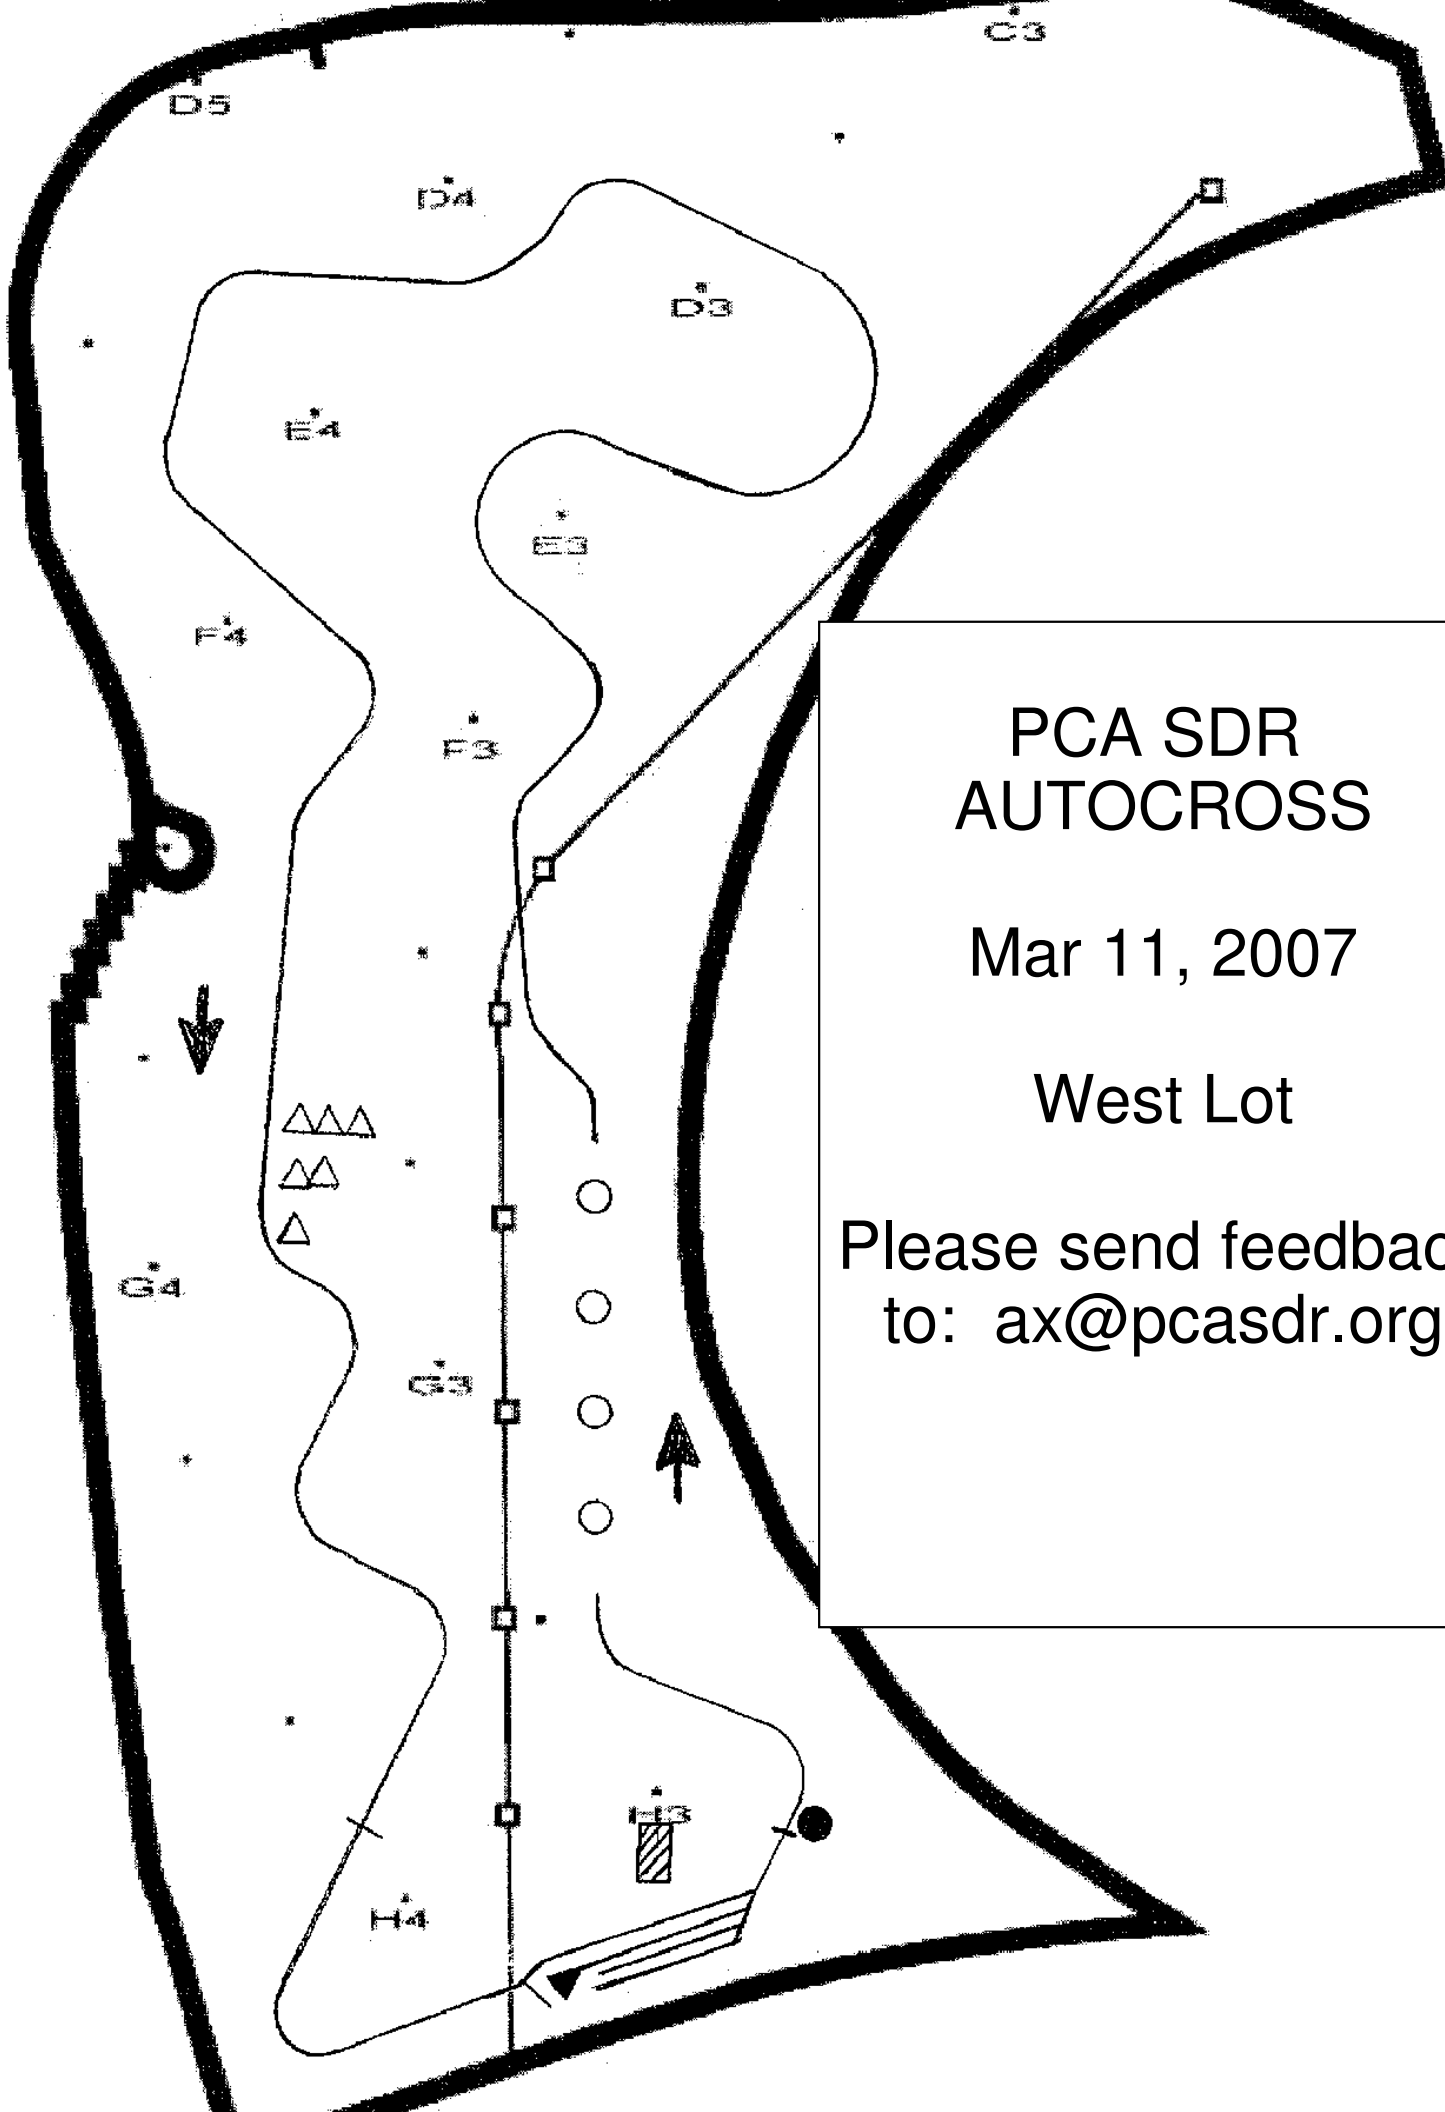 C3
D5
D4
D3
E4
E3
F4
F3
PCA SDR
AUTOCROSS
Mar 11, 2007
West Lot
Please send feedbac
to: ax@pcasdr.org
G4
G3
H3
H4